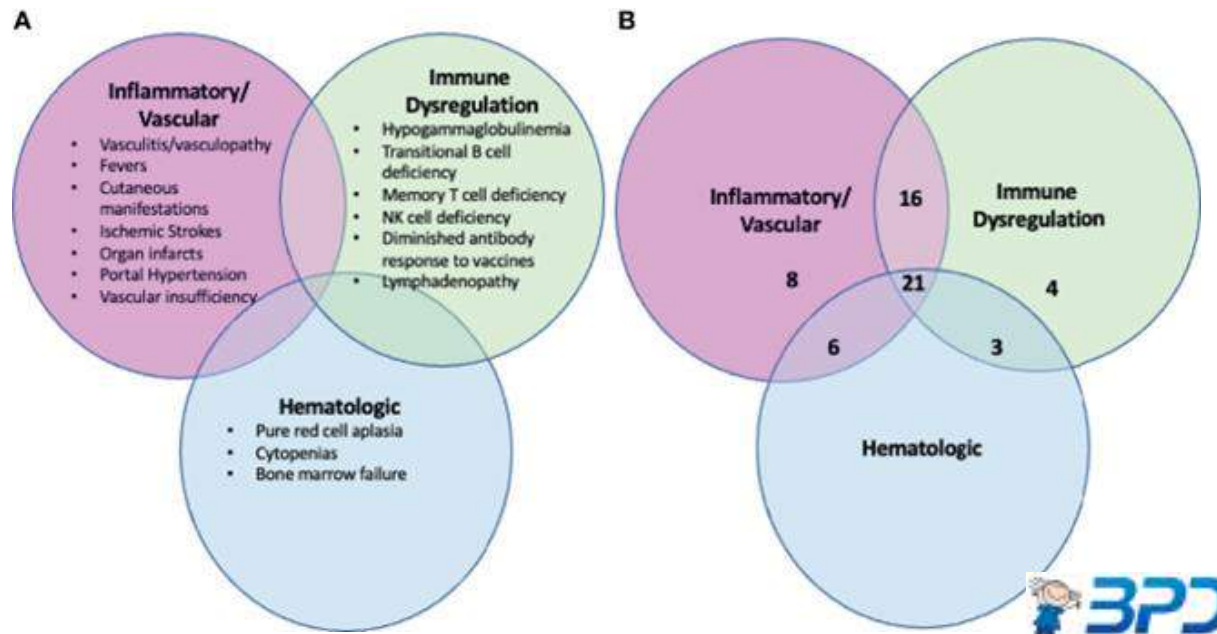 A
Inflammatory/
Vascular
• Vasculitis/vasculopathy
• Fevers
• Cutaneous
manifestations
• Ischemic Strokes
• Organ infarcts
• Portal Hypertension
• Vascular insufficiency
Immune
Dysregulation
• Hypogammaglobulinemia
• Transitional B cell
deficiency
• Memory T cell deficiency
• NK cell deficiency
• Diminished antibody
response to vaccines
• Lymphadenopathy
Hematologic
• Pure red cell aplasia
• Cytopenias
• Bone marrow failure
B
Inflammatory/
Vascular
16
Immune
Dysregulation
8
21
4
6
3
Hematologic